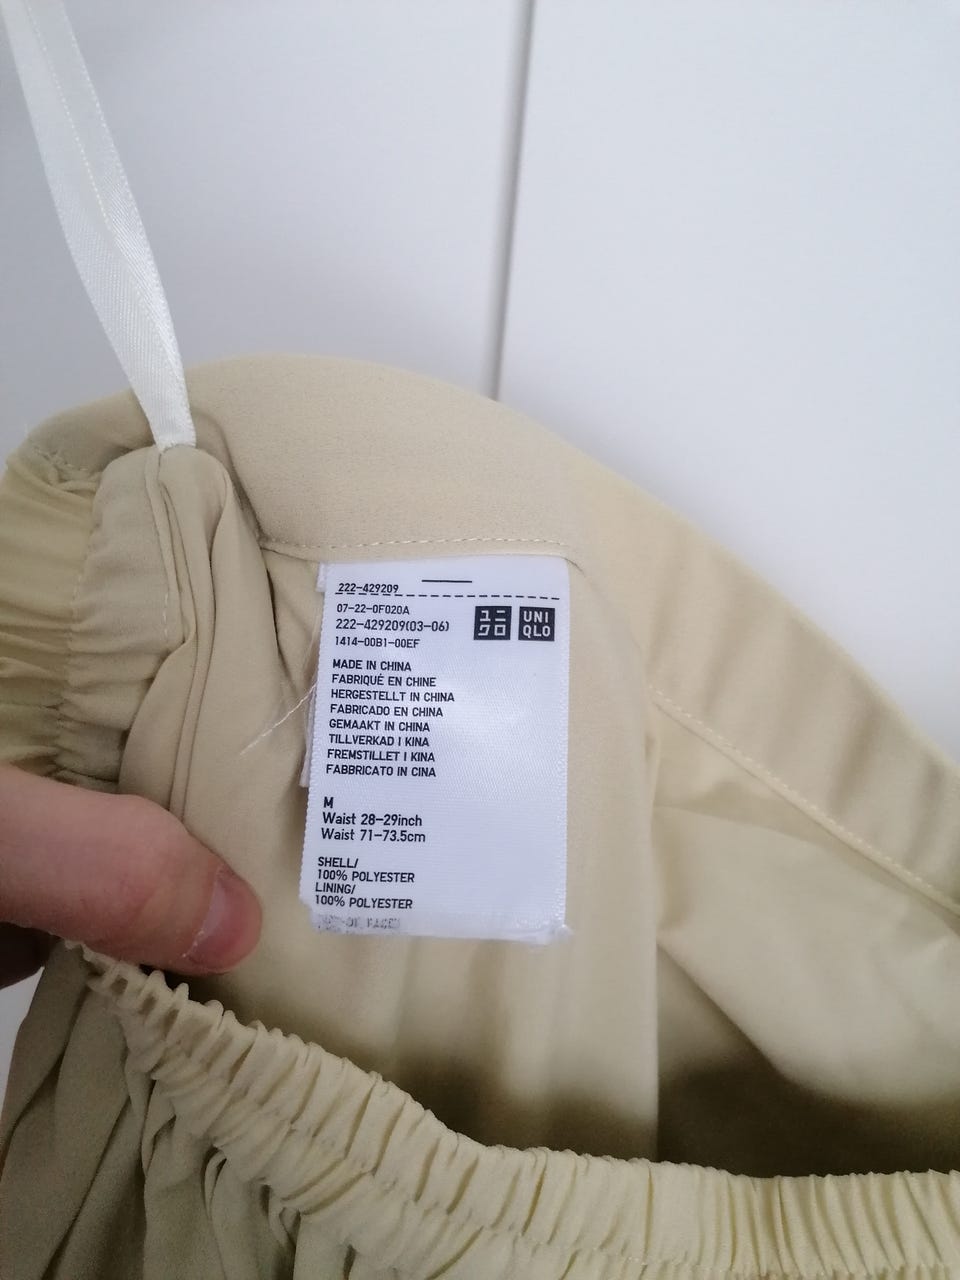 222-429209
07-22-0F020A
222-429209(03-06)
1414-00B1-00EF
ユニ
クロ
UNI
QLO
MADE IN CHINA
FABRIQUÉ EN CHINE
HERGESTELLT IN CHINA
FABRICADO EN CHINA
GEMAAKT IN CHINA
TILLVERKAD I KINA
FREMSTILLET I KINA
FABBRICATO IN CINA
M
Waist 28-29inch
Waist 71-73.5cm
SHELL/
100% POLYESTER
LINING/
100% POLYESTER